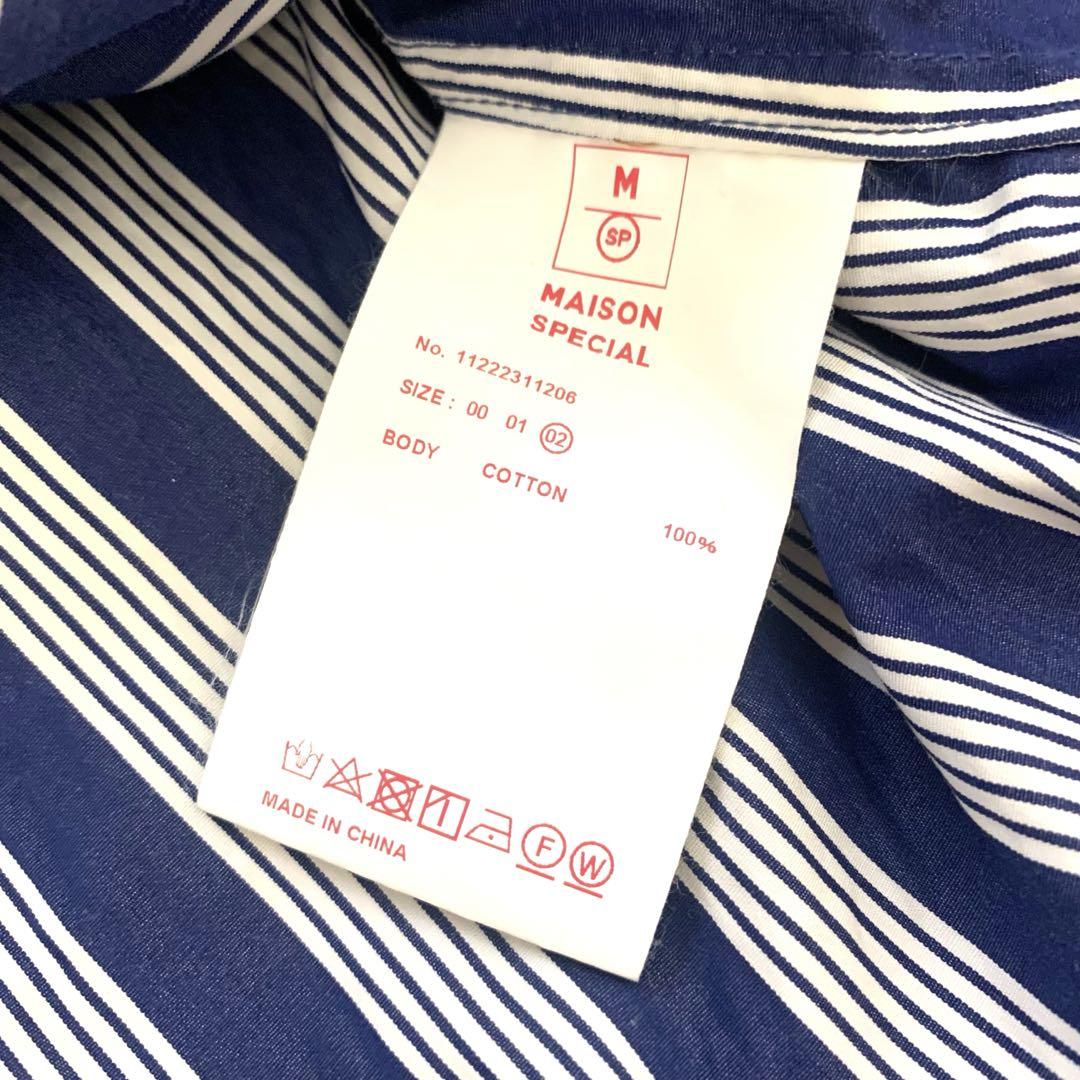 M
SP
MAISON
SPECIAL
No. 11222311206
SIZE : 00 01 02
BODY COTTON
100%
F W
MADE IN CHINA